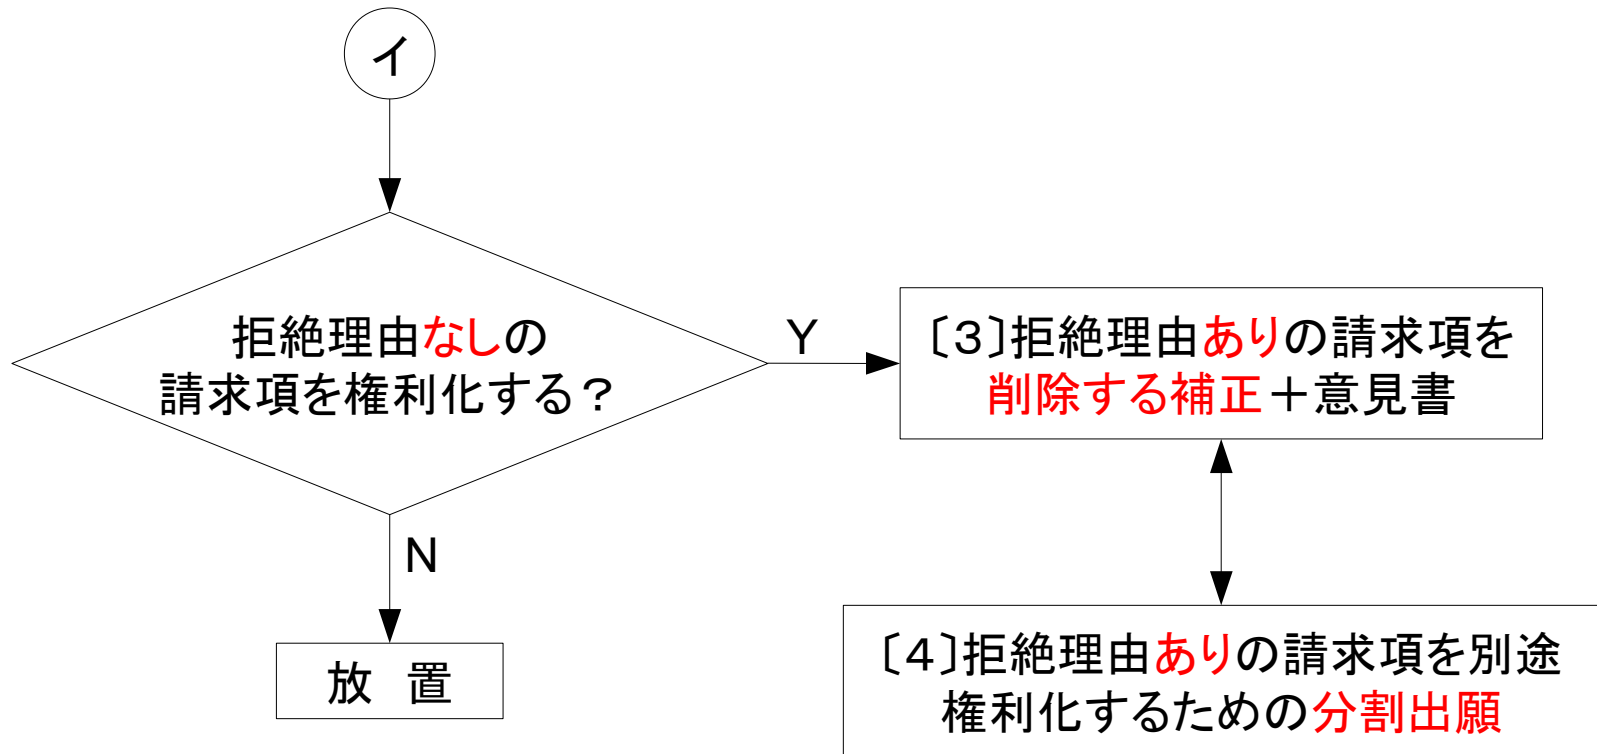 イ
拒絶理由なしの
請求項を権利化する？
Y
〔３〕拒絶理由ありの請求項を
削除する補正＋意見書
N
放　置
〔４〕拒絶理由ありの請求項を別途
権利化するための分割出願